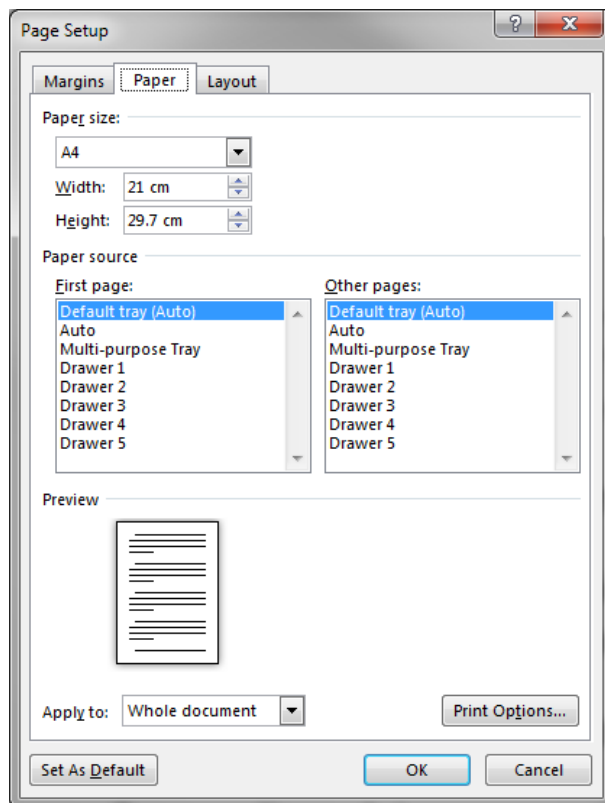 Page Setup
Margins Paper Layout
Paper size:
A4
Width: 21 cm
Height: 29.7 cm
Paper source
First page:
Default tray (Auto)
Auto
Multi-purpose Tray
Drawer 1
Drawer 2
Drawer 3
Drawer 4
Drawer 5
Other pages:
Default tray (Auto)
Auto
Multi-purpose Tray
Drawer 1
Drawer 2
Drawer 3
Drawer 4
Drawer 5
Preview
Apply to: Whole document Print Options...
Set As Default OK Cancel